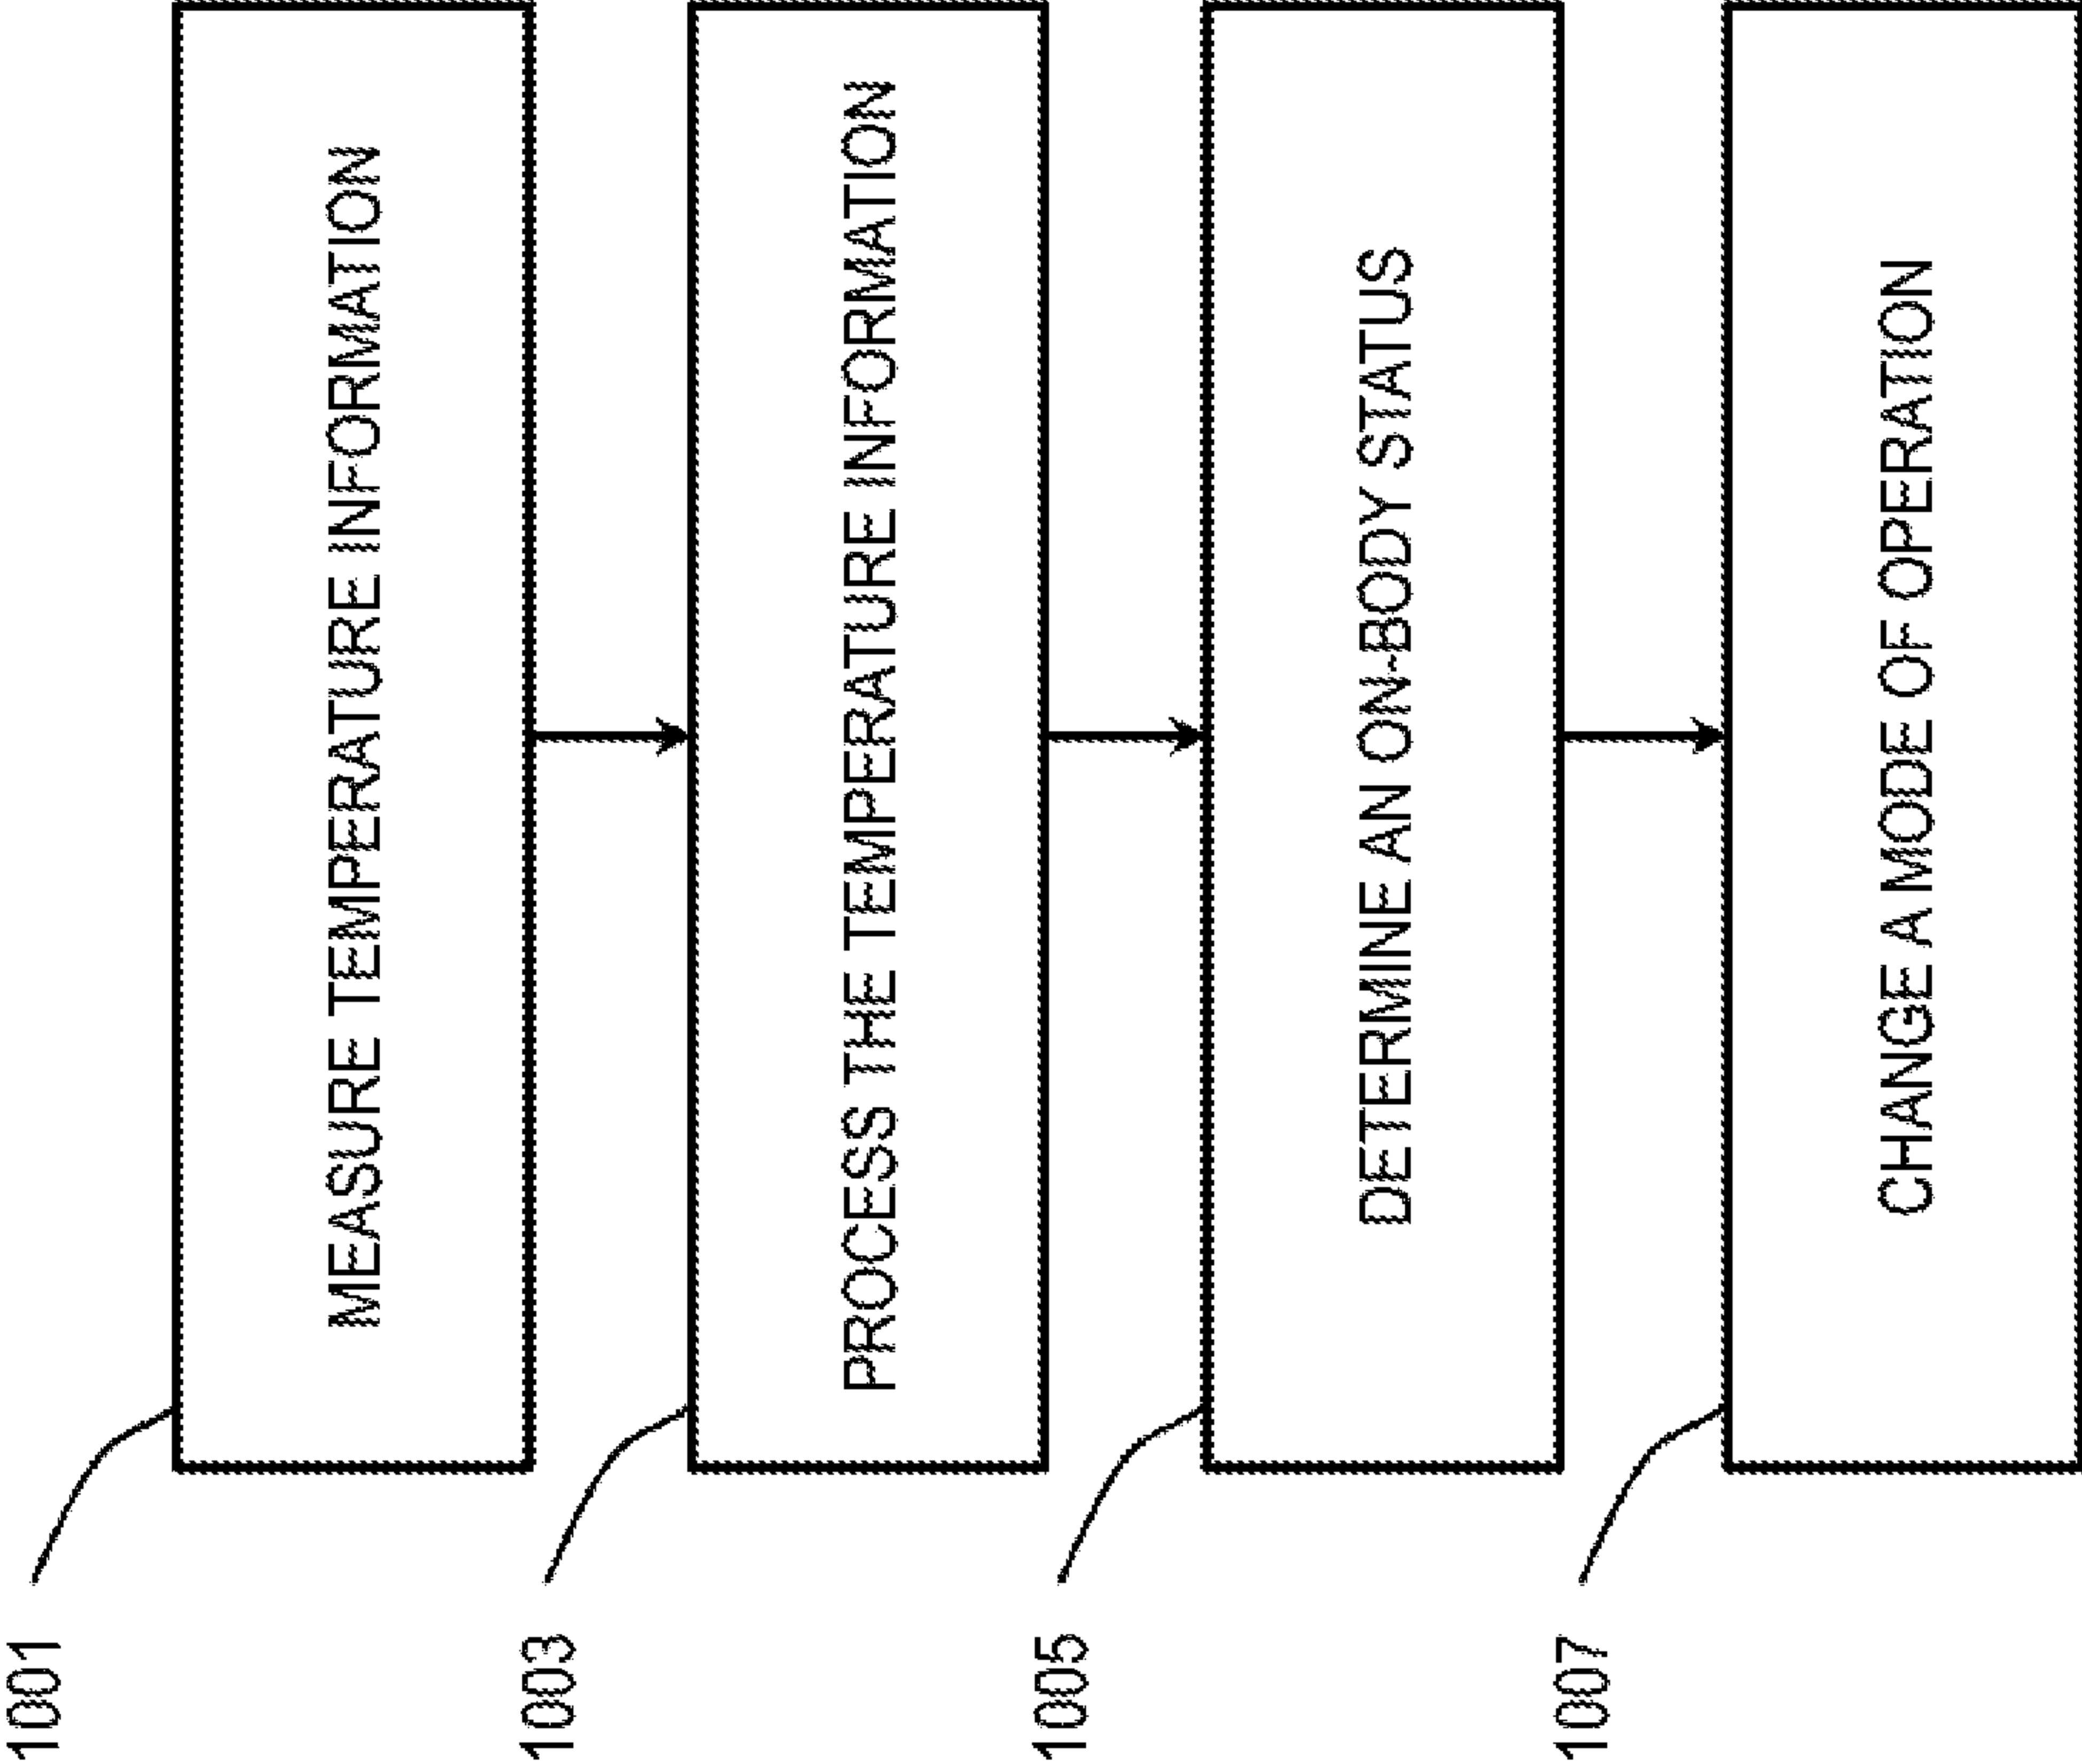 1001
MEASURE TEMPERATURE INFORMATION
1003
PROCESS THE TEMPERATURE INFORMATION
1005
DETERMINE AN ON-BODY STATUS
1007
CHANGE A MODE OF OPERATION